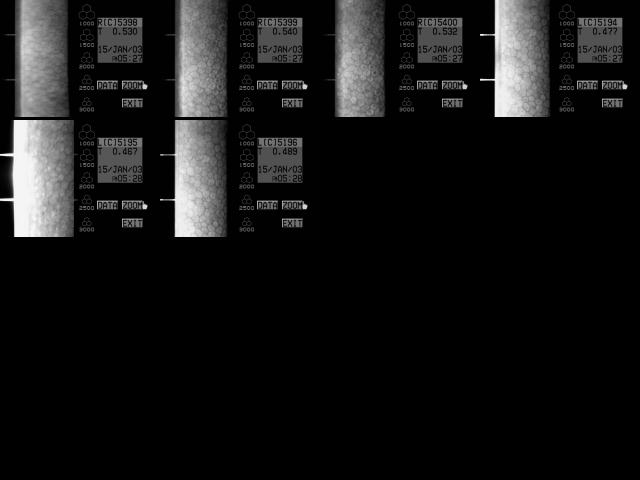 1000
R(C)5398
T 0.530
1500
15/JAN/03
PM05:27
2000
2500
DATA ZOOM
EXIT
3000
1000
R(C)5399
T 0.540
1500
15/JAN/03
PM05:27
2000
2500
DATA ZOOM
EXIT
3000
1000
R(C)5400
T 0.532
1500
15/JAN/03
PM05:27
2000
2500
DATA ZOOM
EXIT
3000
1000
L(C)5194
T 0.477
1500
15/JAN/03
PM05:27
2000
2500
DATA ZOOM
EXIT
3000
1000
L(C)5195
T 0.467
1500
15/JAN/03
PM05:28
2000
2500
DATA ZOOM
EXIT
3000
1000
L(C)5196
T 0.489
1500
15/JAN/03
PM05:28
2000
2500
DATA ZOOM
EXIT
3000